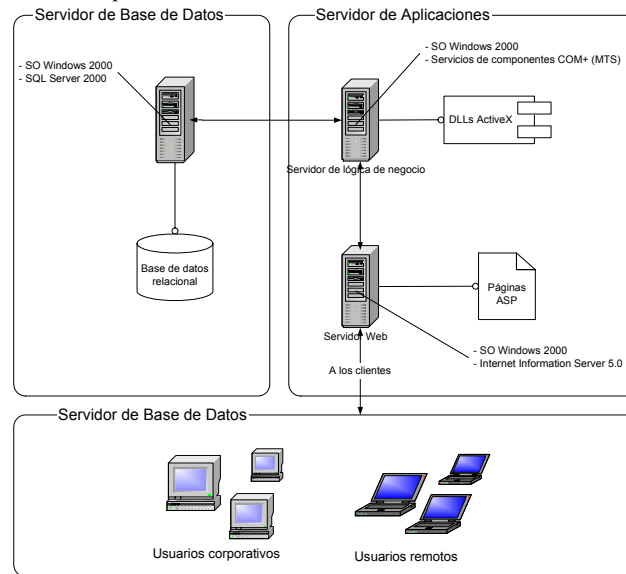 Servidor de Base de Datos
- SO Windows 2000
- SQL Server 2000
Base de datos
relacional
Servidor de Aplicaciones
- SO Windows 2000
- Servicios de componentes COM+ (MTS)
DLLs ActiveX
Servidor de lógica de negocio
Páginas
ASP
Servidor Web
- SO Windows 2000
- Internet Information Server 5.0
A los clientes
Servidor de Base de Datos
Usuarios corporativos
Usuarios remotos